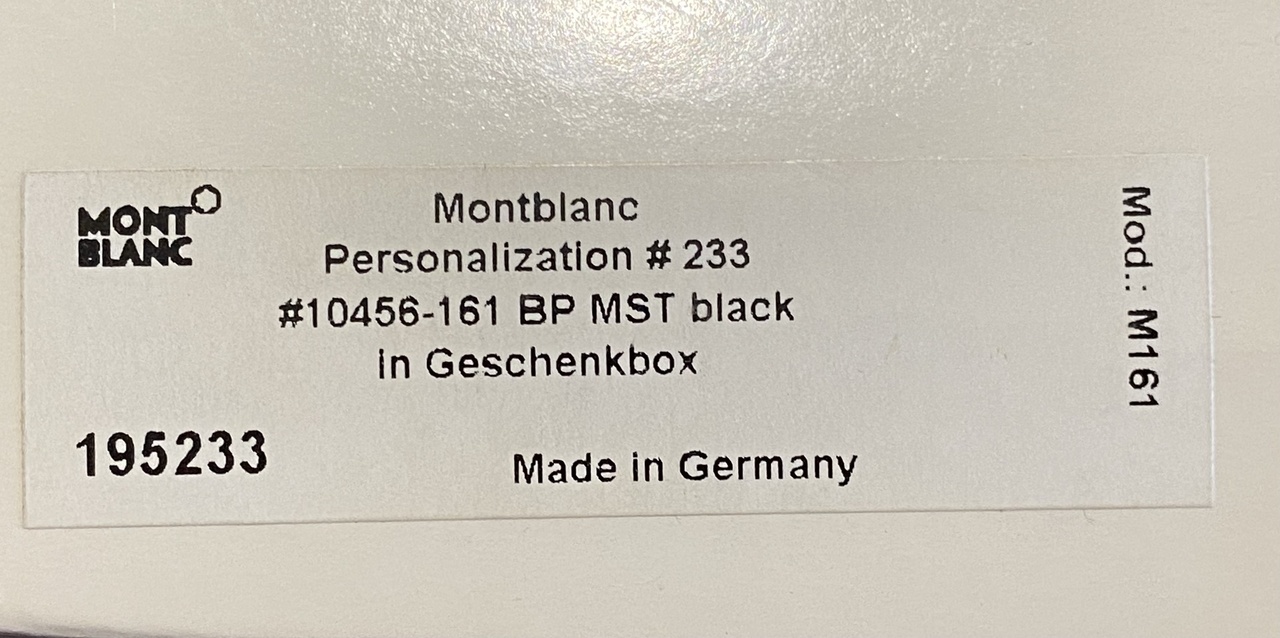 MONT
BLANC
Montblanc
Personalization # 233
#10456-161 BP MST black
in Geschenkbox
195233
Made in Germany
Mod.: M161